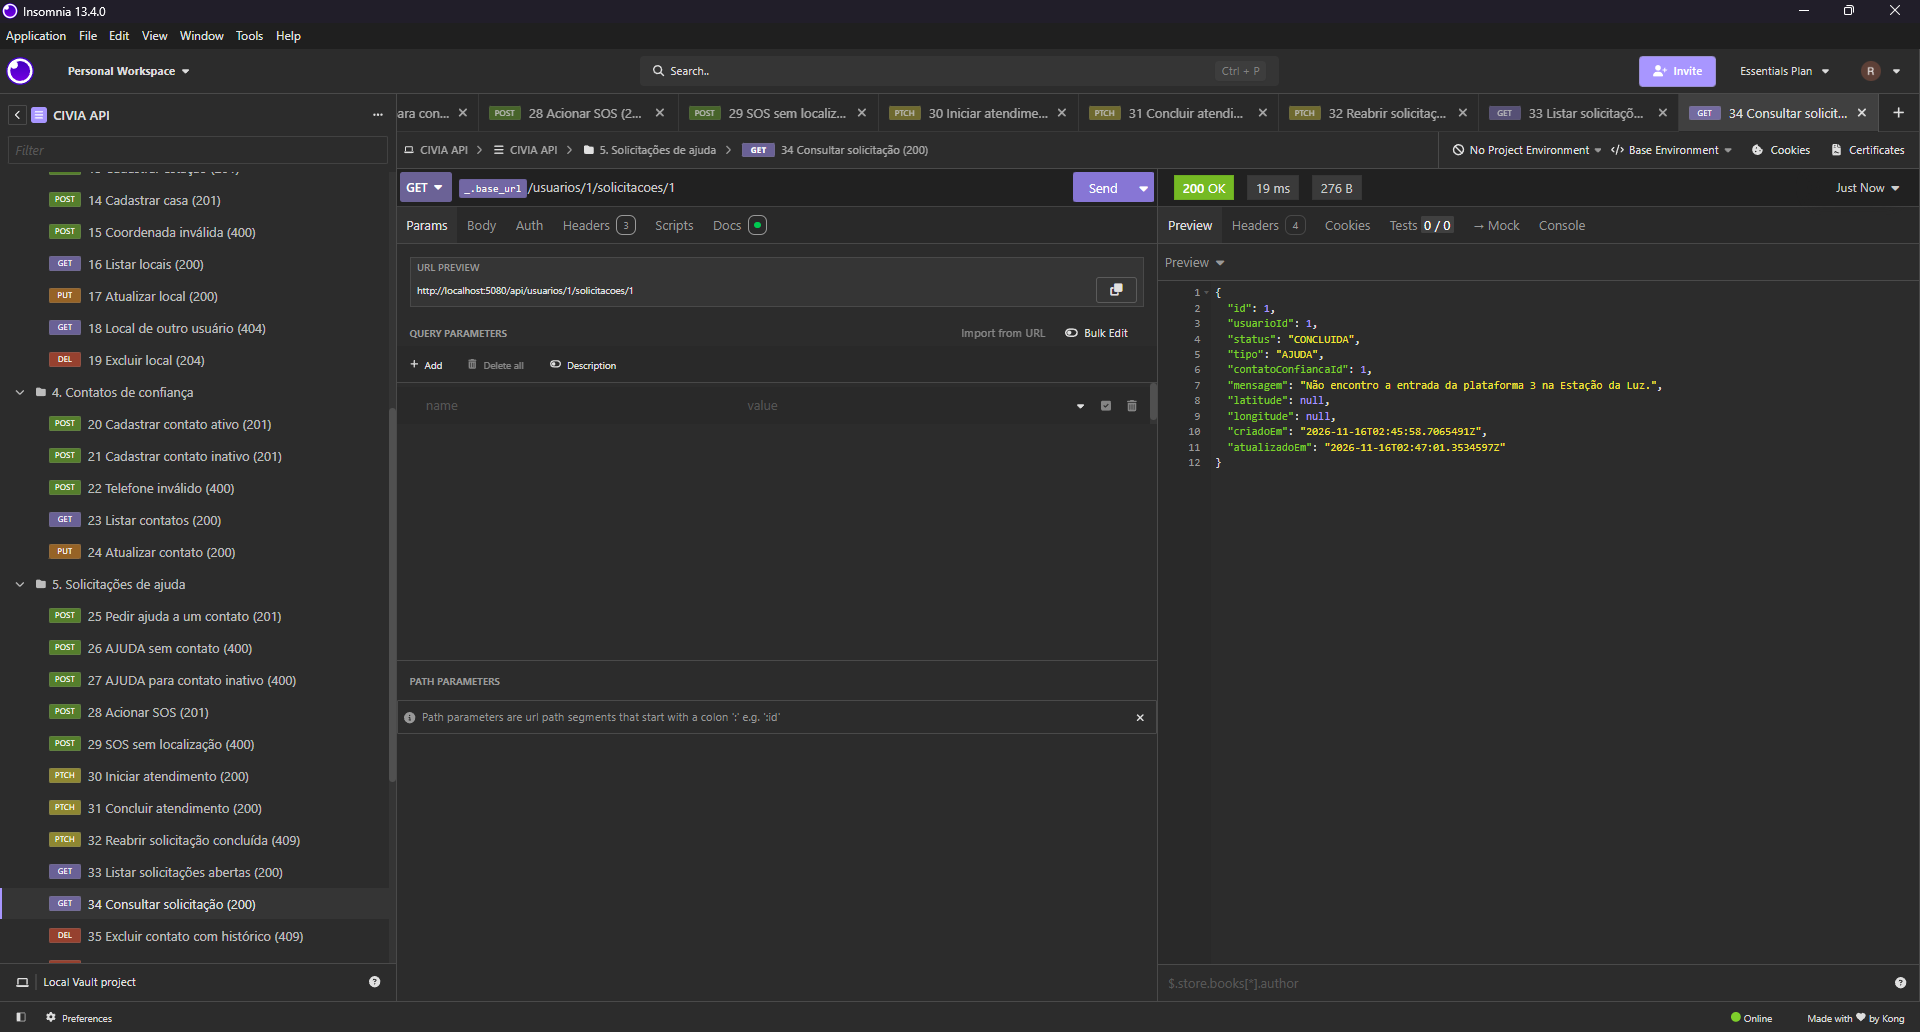 Insomnia 13.4.0
Application File Edit View Window Tools Help
Personal Workspace
Search..
Ctrl + P
Invite
Essentials Plan
R
CIVIA API
ara con...
POST 28 Acionar SOS (2...
POST 29 SOS sem localiz...
PTCH 30 Iniciar atendime...
PTCH 31 Concluir atendi...
PTCH 32 Reabrir solicitaç...
GET 33 Listar solicitaçõ...
GET 34 Consultar solicit...
Filter
CIVIA API
CIVIA API
5. Solicitações de ajuda
GET 34 Consultar solicitação (200)
No Project Environment
Base Environment
Cookies
Certificates
POST 14 Cadastrar casa (201)
POST 15 Coordenada inválida (400)
GET 16 Listar locais (200)
PUT 17 Atualizar local (200)
GET 18 Local de outro usuário (404)
DEL 19 Excluir local (204)
4. Contatos de confiança
POST 20 Cadastrar contato ativo (201)
POST 21 Cadastrar contato inativo (201)
POST 22 Telefone inválido (400)
GET 23 Listar contatos (200)
PUT 24 Atualizar contato (200)
5. Solicitações de ajuda
POST 25 Pedir ajuda a um contato (201)
POST 26 AJUDA sem contato (400)
POST 27 AJUDA para contato inativo (400)
POST 28 Acionar SOS (201)
POST 29 SOS sem localização (400)
PTCH 30 Iniciar atendimento (200)
PTCH 31 Concluir atendimento (200)
PTCH 32 Reabrir solicitação concluída (409)
GET 33 Listar solicitações abertas (200)
GET 34 Consultar solicitação (200)
DEL 35 Excluir contato com histórico (409)
Local Vault project
GET
_.base_url /usuarios/1/solicitacoes/1
Send
Params Body Auth Headers 3 Scripts Docs
URL PREVIEW
http://localhost:5080/api/usuarios/1/solicitacoes/1
QUERY PARAMETERS
Import from URL
Bulk Edit
+ Add
Delete all
Description
name
value
PATH PARAMETERS
Path parameters are url path segments that start with a colon ':' e.g. ':id'
200 OK
19 ms
276 B
Just Now
Preview Headers 4 Cookies Tests 0 / 0 → Mock Console
Preview
1 {
2 "id": 1,
3 "usuarioId": 1,
4 "status": "CONCLUIDA",
5 "tipo": "AJUDA",
6 "contatoConfiancaId": 1,
7 "mensagem": "Não encontro a entrada da plataforma 3 na Estação da Luz.",
8 "latitude": null,
9 "longitude": null,
10 "criadoEm": "2026-11-16T02:45:58.7065491Z",
11 "atualizadoEm": "2026-11-16T02:47:01.3534597Z"
12 }
$.store.books[*].author
Preferences
Online
Made with ♥ by Kong